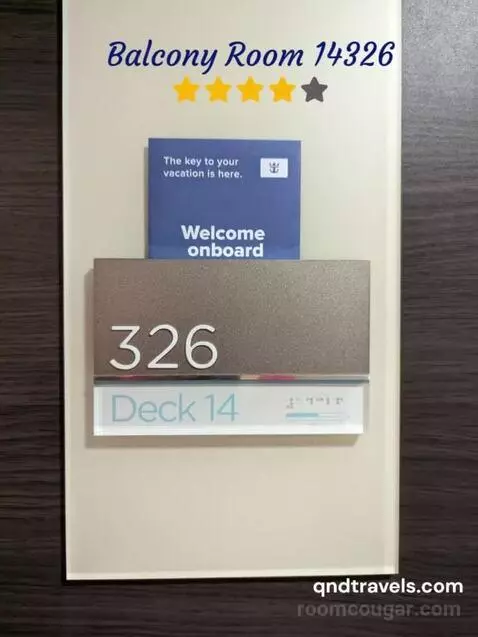 Balcony Room 14326
The key to your
vacation is here.
Welcome
onboard
326
Deck 14
qndtravels.com
roomcougar.com